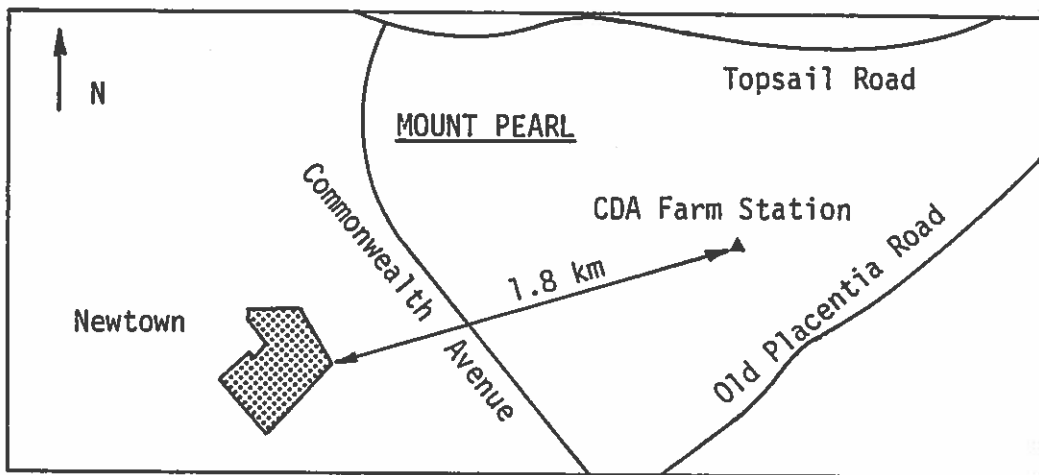 N
Topsail Road
MOUNT PEARL
CDA Farm Station
Commonwealth
Avenue
1.8 km
Old Placentia Road
Newtown